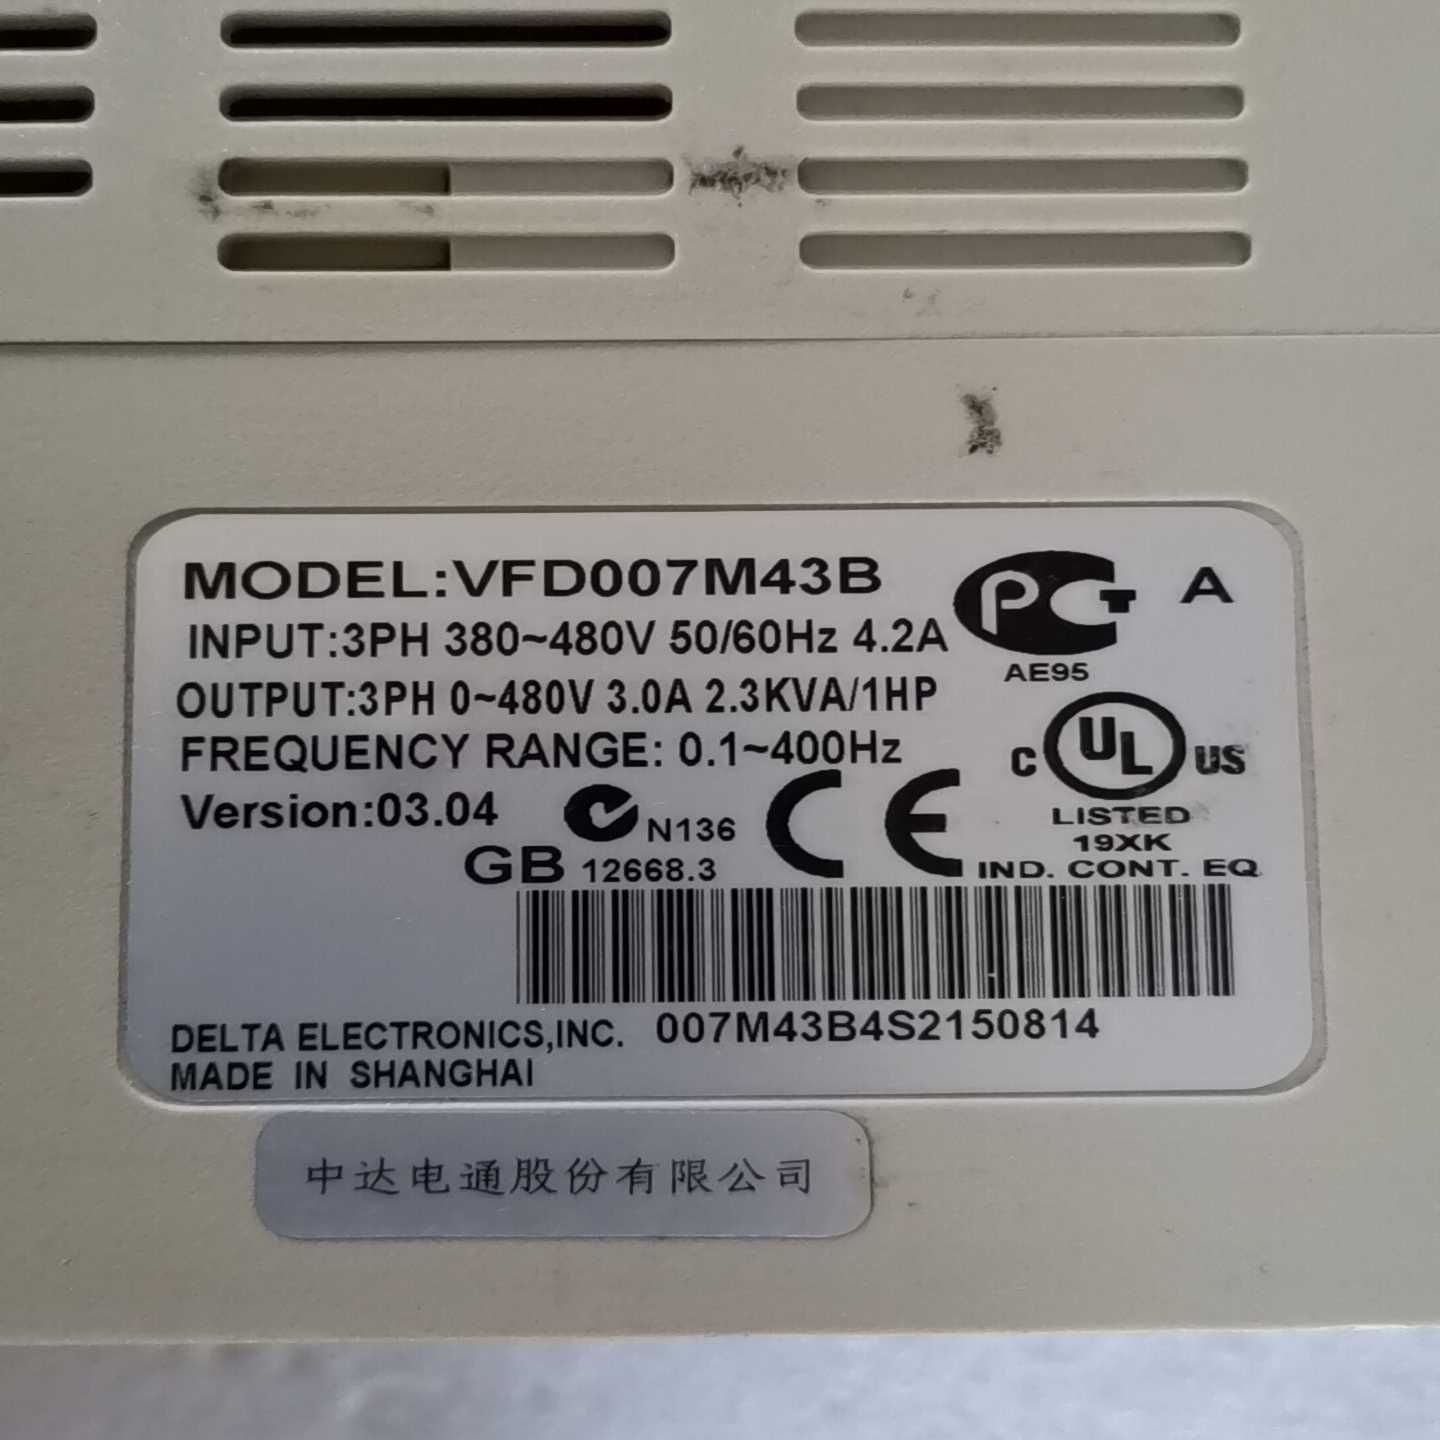 MODEL:VFD007M43B
INPUT:3PH 380~480V 50/60Hz 4.2A
OUTPUT:3PH 0~480V 3.0A 2.3KVA/1HP
FREQUENCY RANGE: 0.1~400Hz
Version:03.04
N136
GB 12668.3
CE
PCT A
AE95
C UL US
LISTED
19XK
IND. CONT. EQ
DELTA ELECTRONICS,INC. 007M43B4S2150814
MADE IN SHANGHAI
中达电通股份有限公司